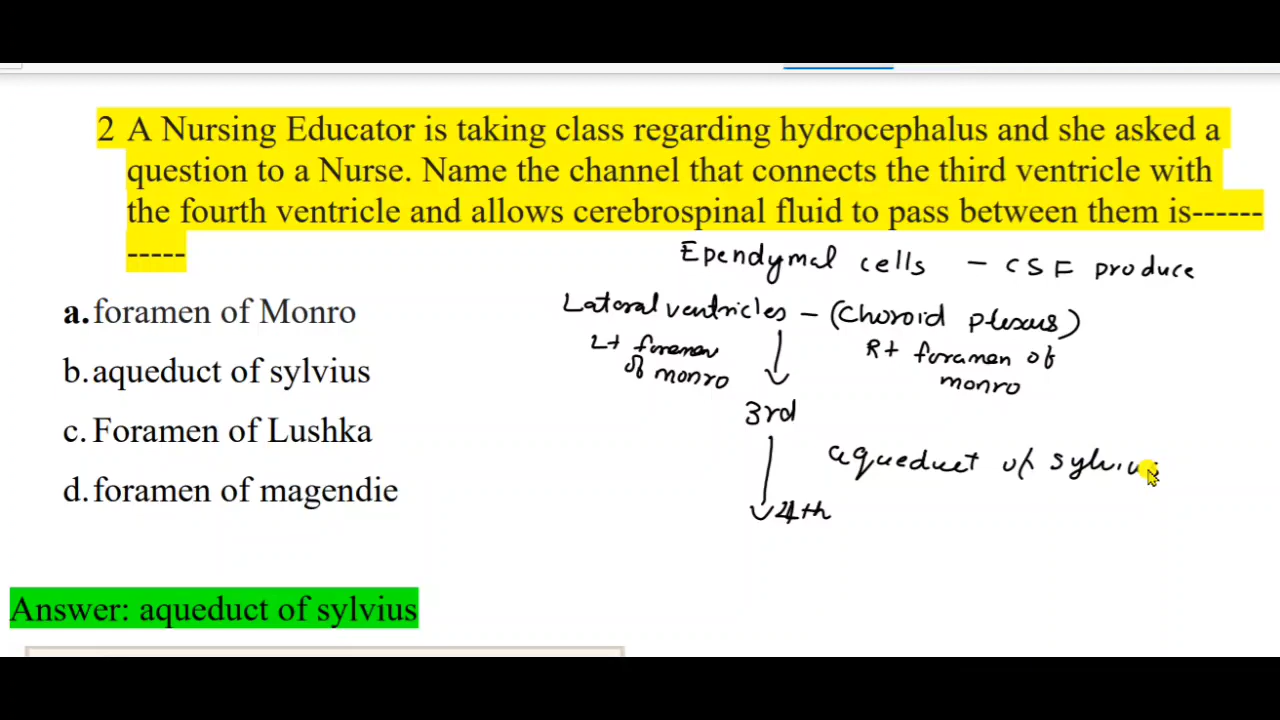 2 A Nursing Educator is taking class regarding hydrocephalus and she asked a
question to a Nurse. Name the channel that connects the third ventricle with
the fourth ventricle and allows cerebrospinal fluid to pass between them is------
-----
Ependymal cells - CSF produce
a. foramen of Monro
Lateral ventricles - (Choroid plexus)
Lt foramen
of monro
Rt foramen of
monro
b. aqueduct of sylvius
3rd
c. Foramen of Lushka
aqueduct of sylvius
d. foramen of magendie
4th
Answer: aqueduct of sylvius